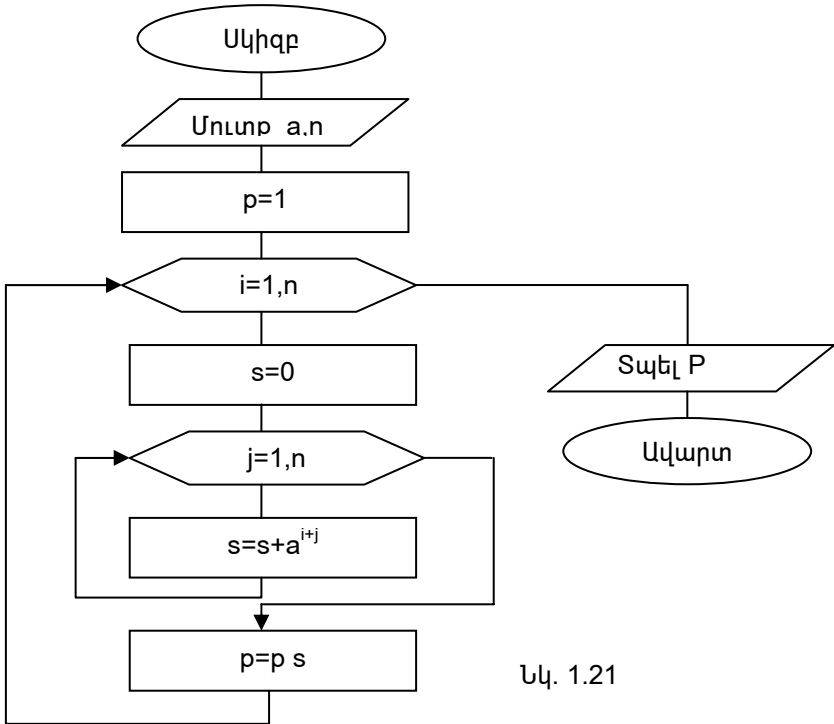 Սկիզբ
Մուտք a,n
p=1
i=1,n
s=0
Տպել P
j=1,n
Ավարտ
s=s+a^{i+j}
p=p s
Նկ. 1.21